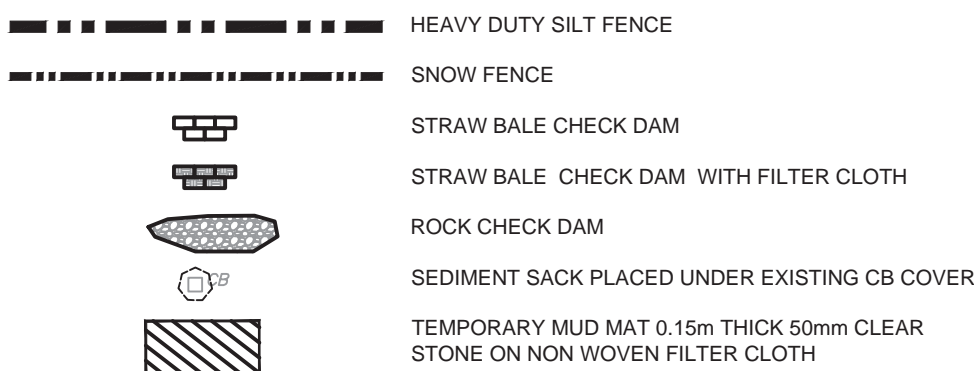 HEAVY DUTY SILT FENCE
SNOW FENCE
STRAW BALE CHECK DAM
STRAW BALE CHECK DAM WITH FILTER CLOTH
ROCK CHECK DAM
CB SEDIMENT SACK PLACED UNDER EXISTING CB COVER
TEMPORARY MUD MAT 0.15m THICK 50mm CLEAR
STONE ON NON WOVEN FILTER CLOTH